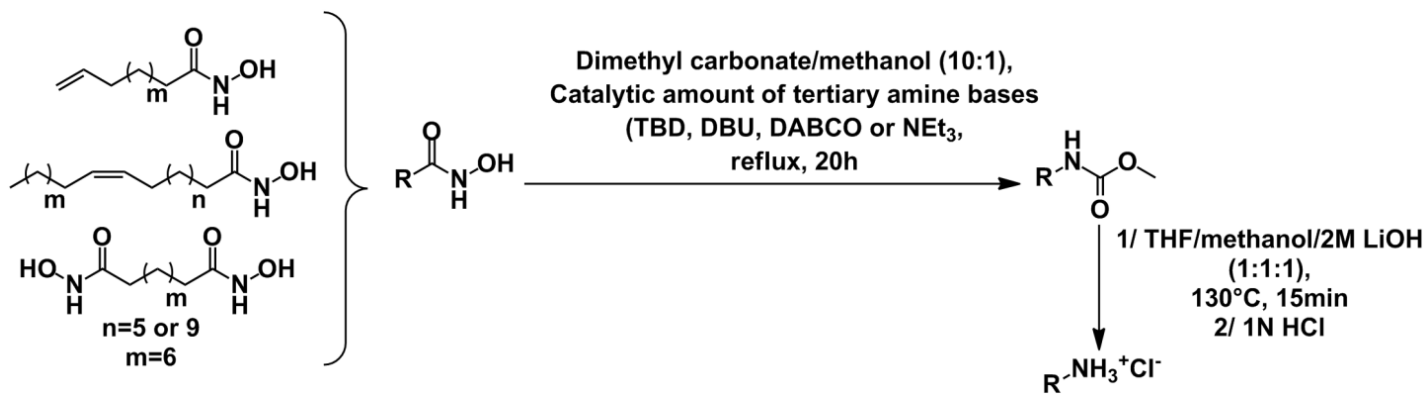 O
OH
N
H
m
O
OH
N
H
m
n
O
O
HO
OH
N
H
N
H
m
n=5 or 9
m=6
O
R
OH
N
H
Dimethyl carbonate/methanol (10:1),
Catalytic amount of tertiary amine bases
(TBD, DBU, DABCO or NEt₃,
reflux, 20h
H
N
R
O
O
1/ THF/methanol/2M LiOH
(1:1:1),
130°C, 15min
2/ 1N HCl
R-NH₃⁺Cl⁻